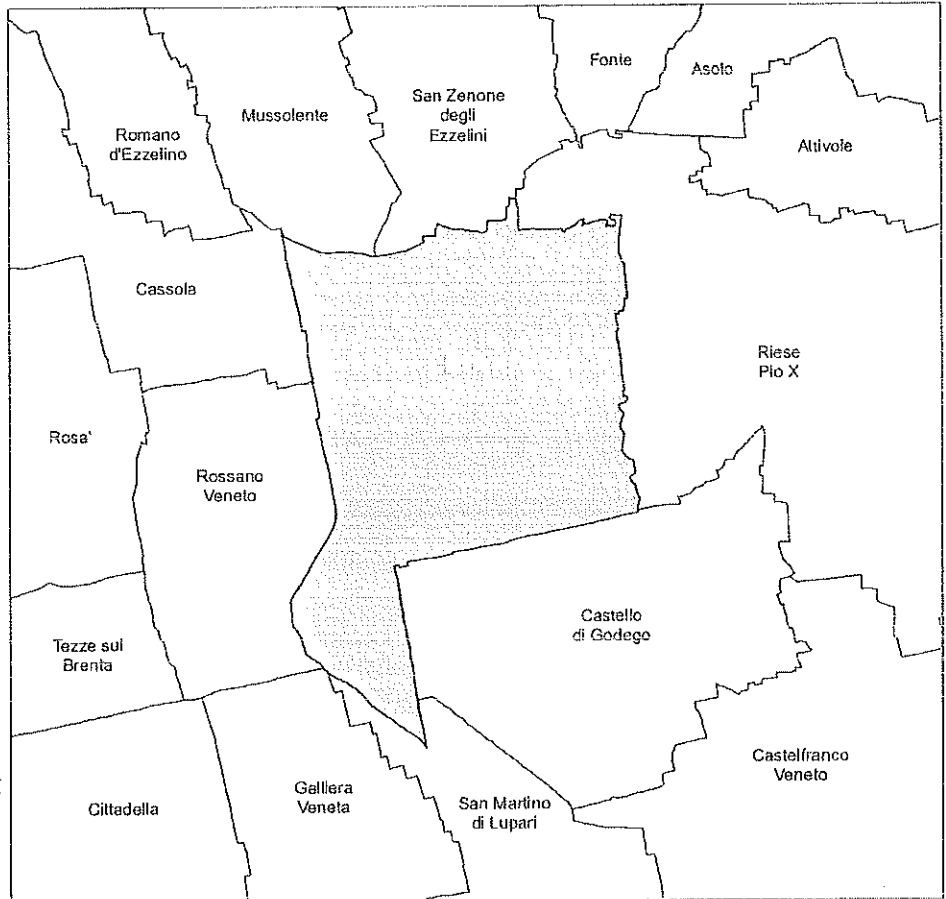 Fonte
Asolo
San Zenone
degli
Ezzelini
Mussolente
Romano
d'Ezzelino
Altivole
Cassola
Riese
Pio X
Rosa'
Rossano
Veneto
Castello
di Godego
Tezze sul
Brenta
Castelfranco
Veneto
Galliera
Veneta
San Martino
di Lupari
Cittadella